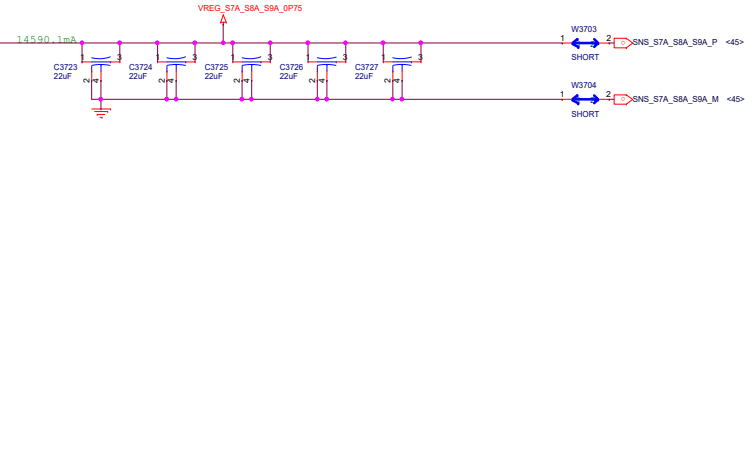 VREG_S7A_S8A_S9A_0P75
14590.1mA
W3703
1 2 SNS_S7A_S8A_S9A_P <45>
SHORT
1 3 1 3 1 3 1 3 1 3
C3723 C3724 C3725 C3726 C3727
22uF 22uF 22uF 22uF 22uF
2 4 2 4 2 4 2 4 2 4
W3704
1 2 SNS_S7A_S8A_S9A_M <45>
SHORT